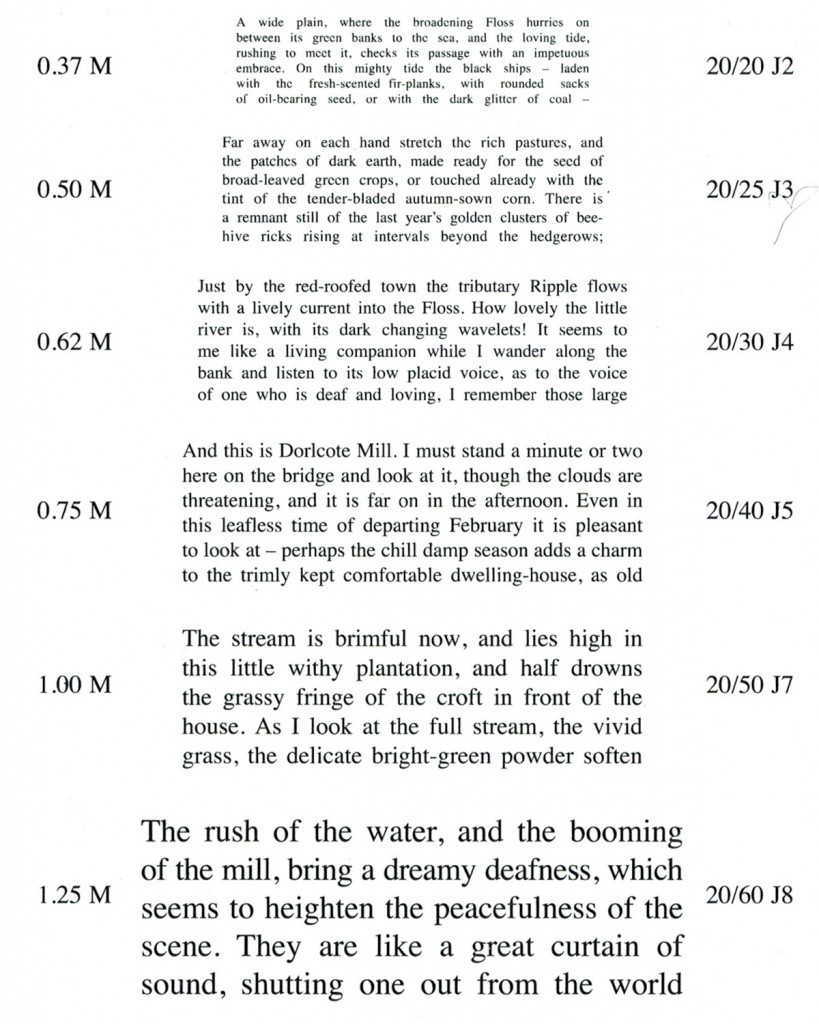 A wide plain, where the broadening Floss hurries on
between its green banks to the sea, and the loving tide,
rushing to meet it, checks its passage with an impetuous
0.37 M embrace. On this mighty tide the black ships – laden 20/20 J2
with the fresh-scented fir-planks, with rounded sacks
of oil-bearing seed, or with the dark glitter of coal –
Far away on each hand stretch the rich pastures, and
the patches of dark earth, made ready for the seed of
broad-leaved green crops, or touched already with the
0.50 M tint of the tender-bladed autumn-sown corn. There is 20/25 J3
a remnant still of the last year's golden clusters of bee-
hive ricks rising at intervals beyond the hedgerows;
Just by the red-roofed town the tributary Ripple flows
with a lively current into the Floss. How lovely the little
river is, with its dark changing wavelets! It seems to
0.62 M me like a living companion while I wander along the 20/30 J4
bank and listen to its low placid voice, as to the voice
of one who is deaf and loving, I remember those large
And this is Dorlcote Mill. I must stand a minute or two
here on the bridge and look at it, though the clouds are
0.75 M threatening, and it is far on in the afternoon. Even in 20/40 J5
this leafless time of departing February it is pleasant
to look at – perhaps the chill damp season adds a charm
to the trimly kept comfortable dwelling-house, as old
The stream is brimful now, and lies high in
this little withy plantation, and half drowns
1.00 M the grassy fringe of the croft in front of the 20/50 J7
house. As I look at the full stream, the vivid
grass, the delicate bright-green powder soften
The rush of the water, and the booming
of the mill, bring a dreamy deafness, which
1.25 M seems to heighten the peacefulness of the 20/60 J8
scene. They are like a great curtain of
sound, shutting one out from the world